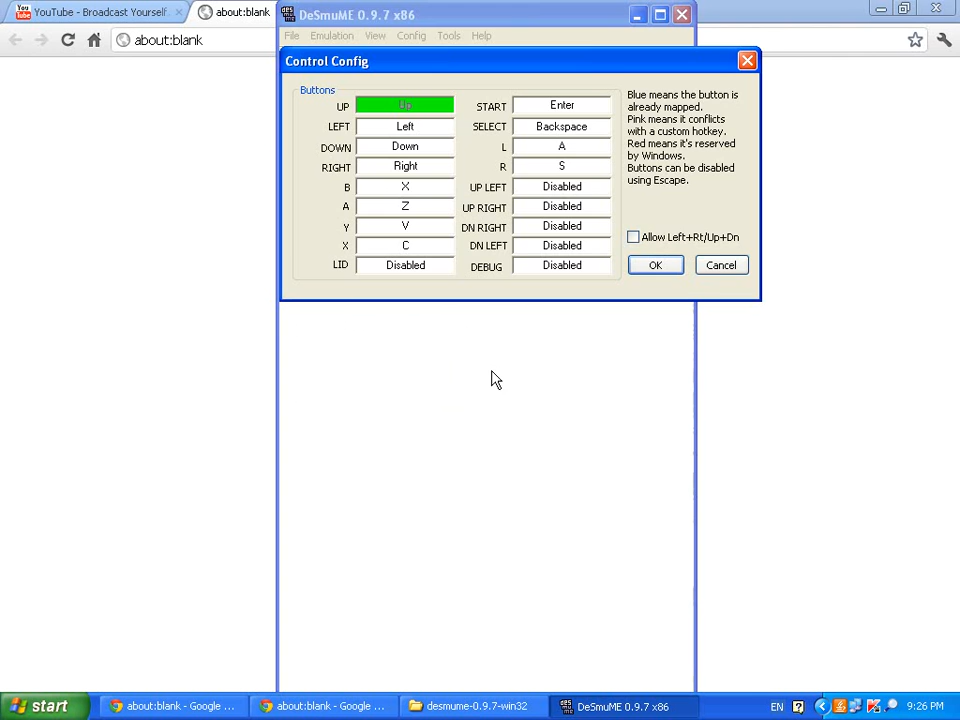 YouTube - Broadcast Yourself.
about:blank
DeSmuME 0.9.7 x86
about:blank
File Emulation View Config Tools Help
Control Config
Buttons
UP Up START Enter
LEFT Left SELECT Backspace
DOWN Down L A
RIGHT Right R S
B X UP LEFT Disabled
A Z UP RIGHT Disabled
Y V DN RIGHT Disabled
X C DN LEFT Disabled
LID Disabled DEBUG Disabled
Blue means the button is
already mapped.
Pink means it conflicts
with a custom hotkey.
Red means it's reserved
by Windows.
Buttons can be disabled
using Escape.
Allow Left+Rt/Up+Dn
OK Cancel
start
about:blank - Google ...
about:blank - Google ...
desmume-0.9.7-win32
DeSmuME 0.9.7 x86
EN
9:26 PM